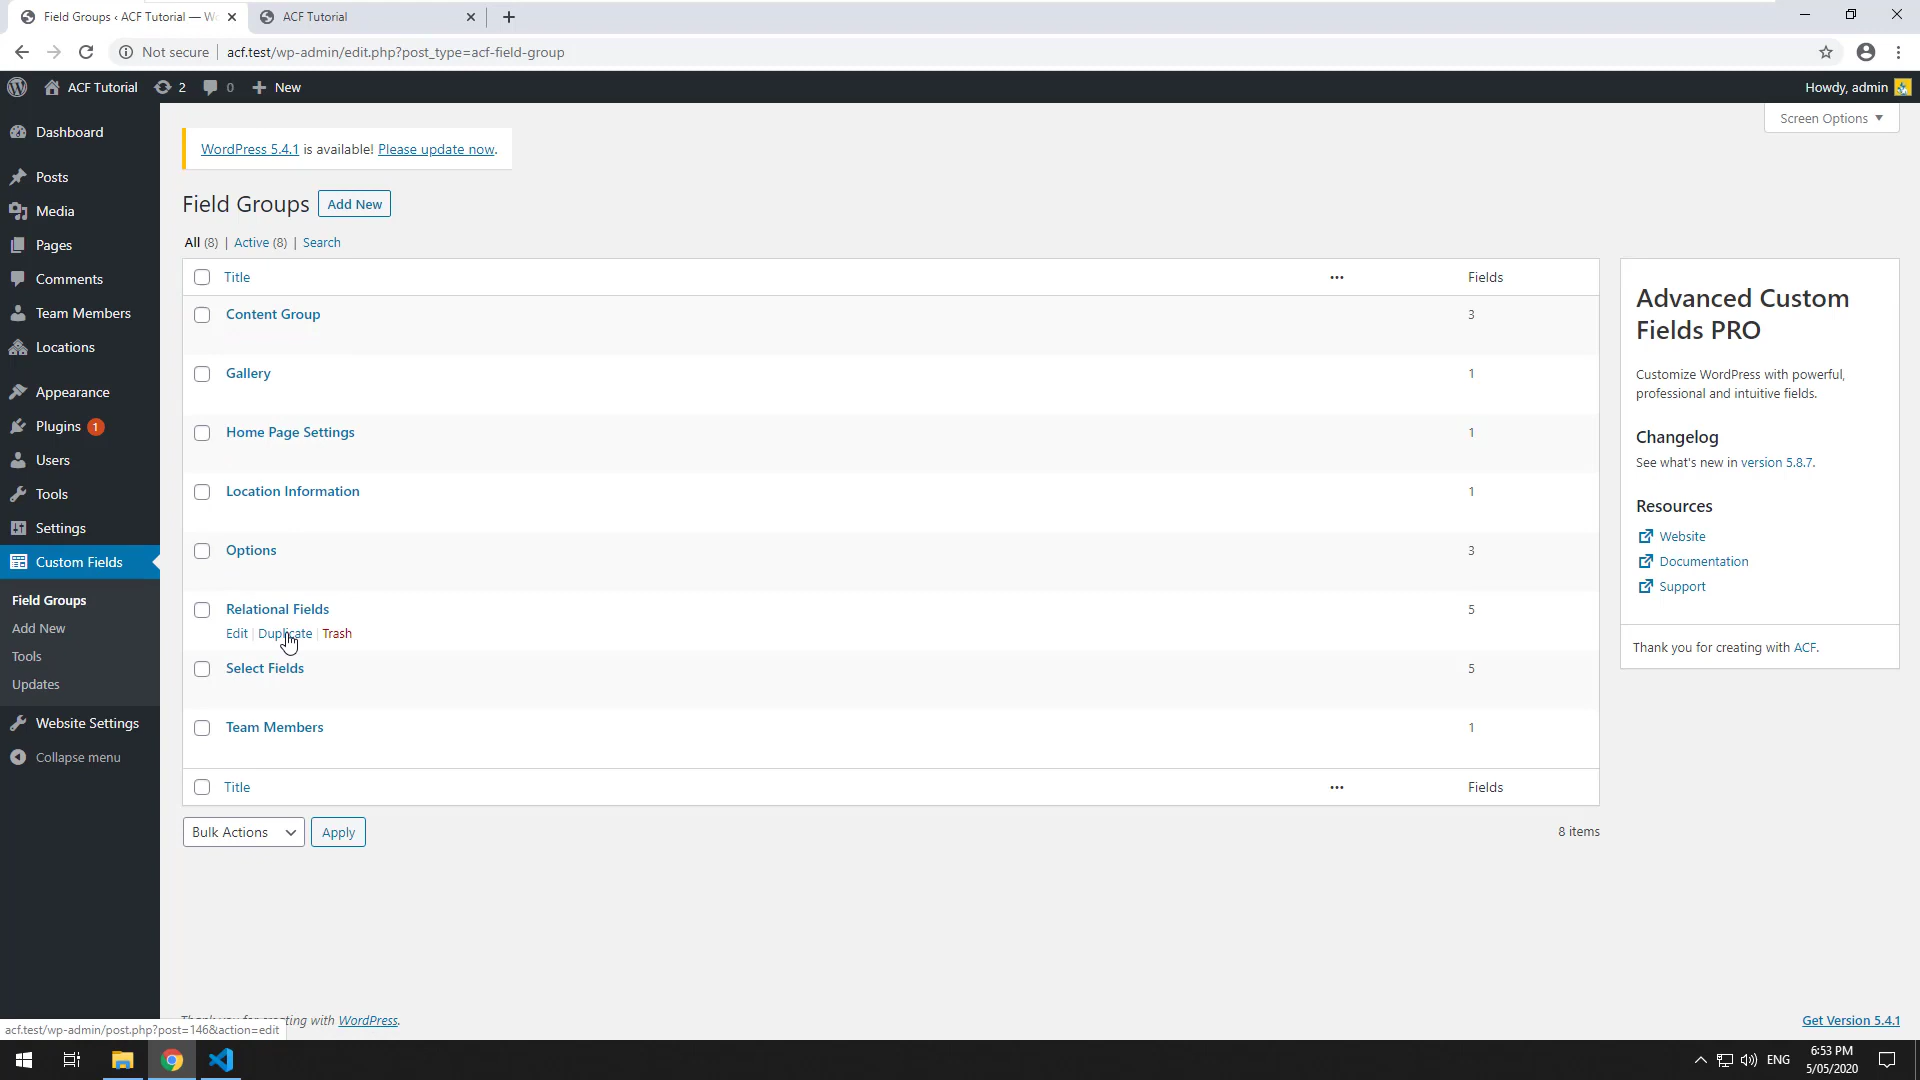 Field Groups ‹ ACF Tutorial — W
ACF Tutorial
Not secure
acf.test/wp-admin/edit.php?post_type=acf-field-group
ACF Tutorial
2
0
New
Howdy, admin
Screen Options
Dashboard
Posts
Media
Pages
Comments
Team Members
Locations
Appearance
Plugins 1
Users
Tools
Settings
Custom Fields
Field Groups
Add New
Tools
Updates
Website Settings
Collapse menu
WordPress 5.4.1 is available! Please update now.
Field Groups
Add New
All (8) | Active (8) | Search
Title
Fields
Content Group
3
Gallery
1
Home Page Settings
1
Location Information
1
Options
3
Relational Fields
5
Edit | Duplicate | Trash
Select Fields
5
Team Members
1
Title
Fields
Bulk Actions
Apply
8 items
Advanced Custom
Fields PRO
Customize WordPress with powerful,
professional and intuitive fields.
Changelog
See what's new in version 5.8.7.
Resources
Website
Documentation
Support
Thank you for creating with ACF.
Thank you for creating with WordPress.
Get Version 5.4.1
acf.test/wp-admin/post.php?post=146&action=edit
ENG
6:53 PM
5/05/2020